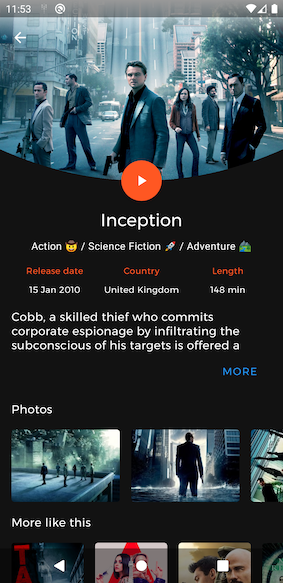 11:53
Inception
Action 🤠 / Science Fiction 🚀 / Adventure 🏞️
Release date Country Length
15 Jan 2010 United Kingdom 148 min
Cobb, a skilled thief who commits
corporate espionage by infiltrating the
subconscious of his targets is offered a
MORE
Photos
More like this